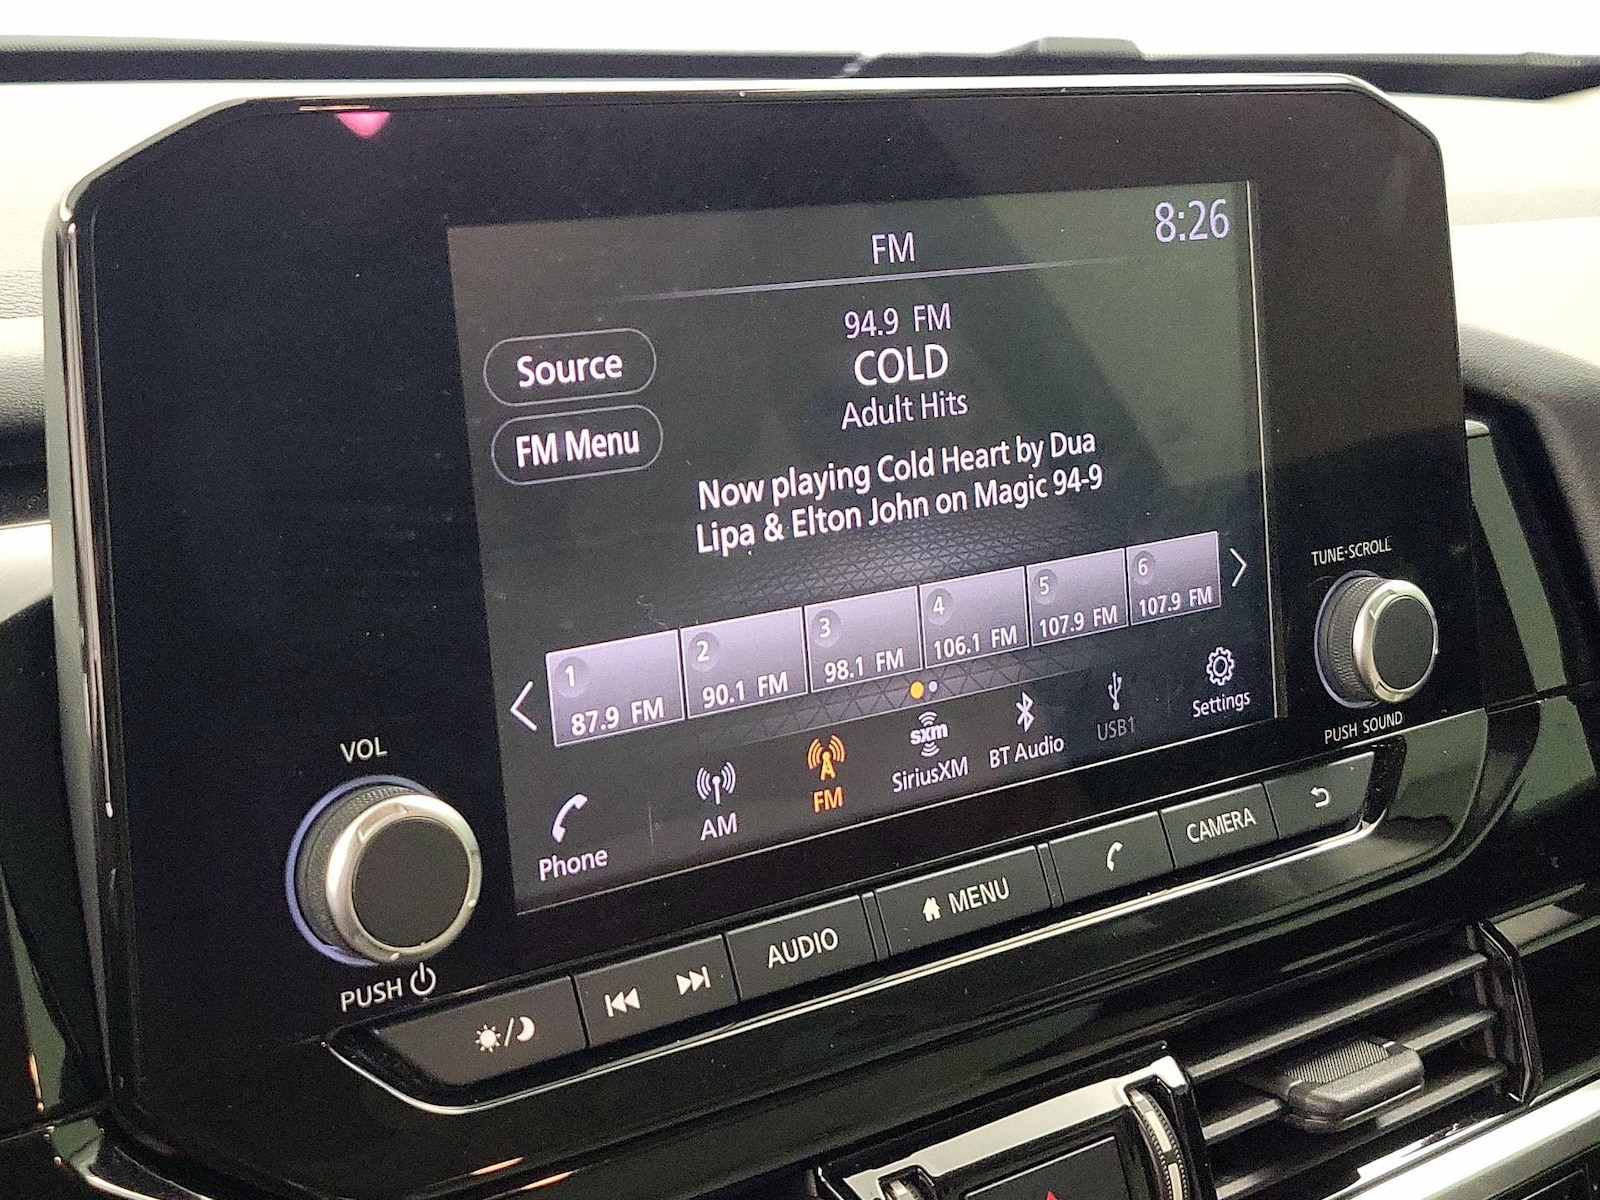 8:26
FM
94.9 FM
COLD
Adult Hits
Source
FM Menu
Now playing Cold Heart by Dua
Lipa & Elton John on Magic 94-9
1
87.9 FM
2
90.1 FM
3
98.1 FM
4
106.1 FM
5
107.9 FM
6
107.9 FM
Phone
AM
FM
sxm
SiriusXM
BT Audio
USB1
Settings
VOL
PUSH
TUNE·SCROLL
PUSH SOUND
AUDIO
MENU
CAMERA